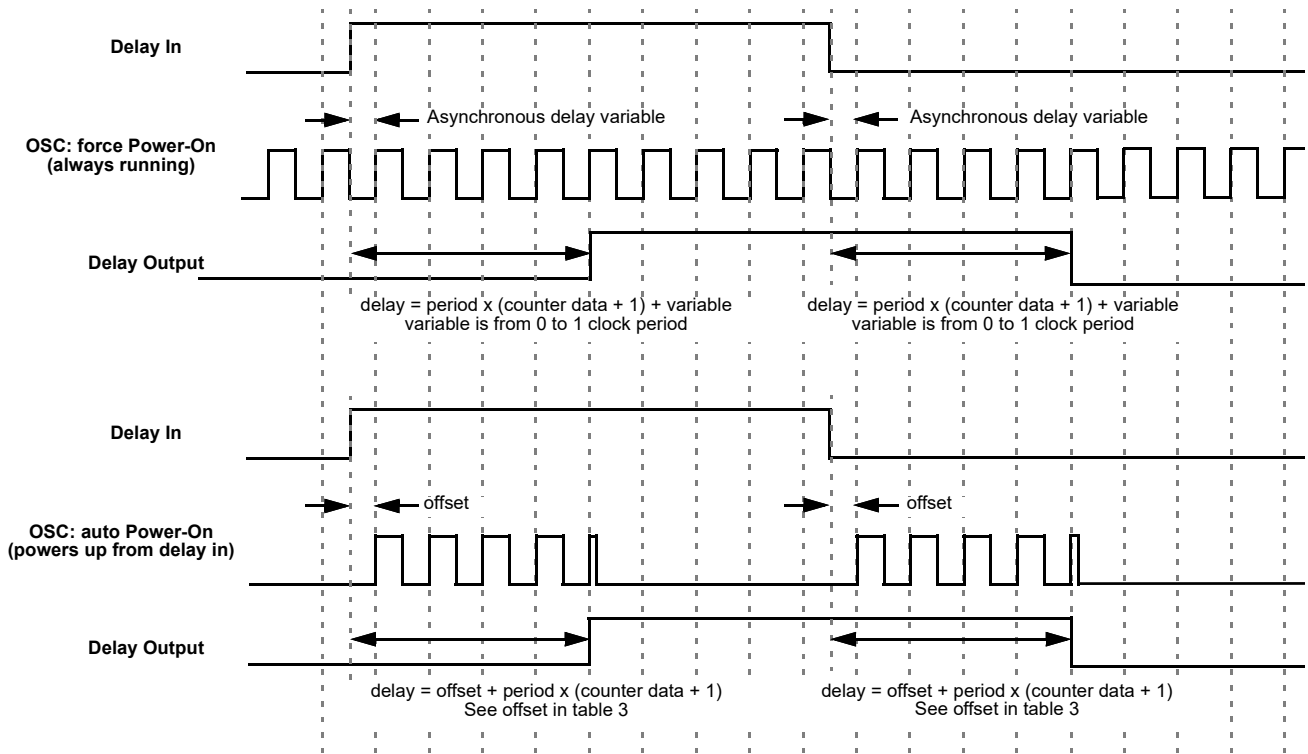 Delay In
Asynchronous delay variable
Asynchronous delay variable
OSC: force Power-On
(always running)
Delay Output
delay = period x (counter data + 1) + variable
variable is from 0 to 1 clock period
delay = period x (counter data + 1) + variable
variable is from 0 to 1 clock period
Delay In
offset
offset
OSC: auto Power-On
(powers up from delay in)
Delay Output
delay = offset + period x (counter data + 1)
See offset in table 3
delay = offset + period x (counter data + 1)
See offset in table 3